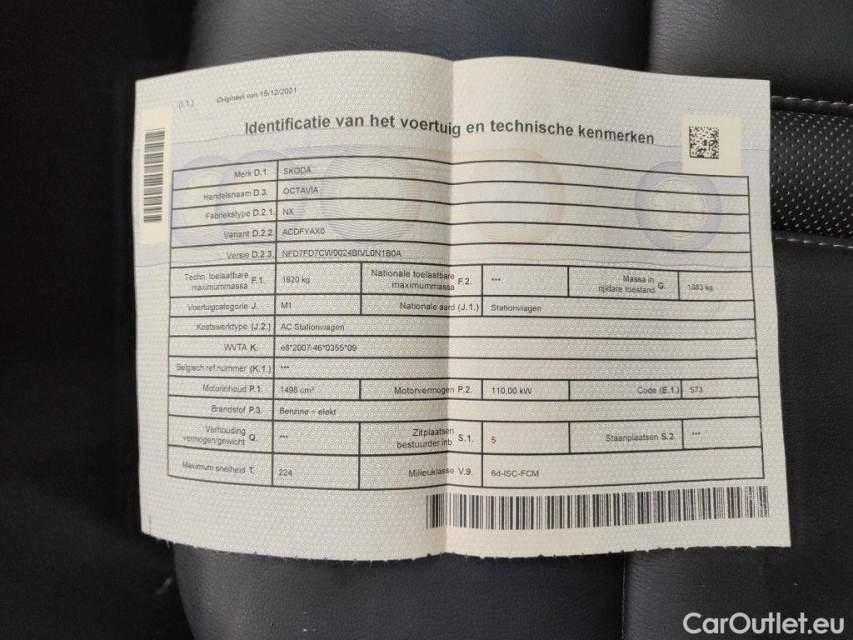 (I.1.) Origineel van 15/12/2021
Identificatie van het voertuig en technische kenmerken
Merk D.1. SKODA
Handelsnaam D.3. OCTAVIA
Fabriekstype D.2.1. NX
Variant D.2.2. ACDFYAX0
Versie D.2.3. NFD7FD7CW0024BIVL0N1B0A
Techn. toelaatbare maximummassa F.1. 1920 kg Nationale toelaatbare maximummassa F.2. --- Massa in rijklare toestand G. 1383 kg
Voertuigcategorie J. M1 Nationale aard (J.1.) Stationwagen
Koetswerktype (J.2.) AC Stationwagen
WVTA K. e8*2007/46*0355*09
Belgisch ref.nummer (K.1.) ---
Motorinhoud P.1. 1498 cm³ Motorvermogen P.2. 110,00 kW Code (E.1.) 573
Brandstof P.3. Benzine + elekt
Verhouding vermogen/gewicht Q. --- Zitplaatsen bestuurder inb S.1. 5 Staanplaatsen S.2. ---
Maximum snelheid T. 224 Milieuklasse V.9. 6d-ISC-FCM
CarOutlet.eu